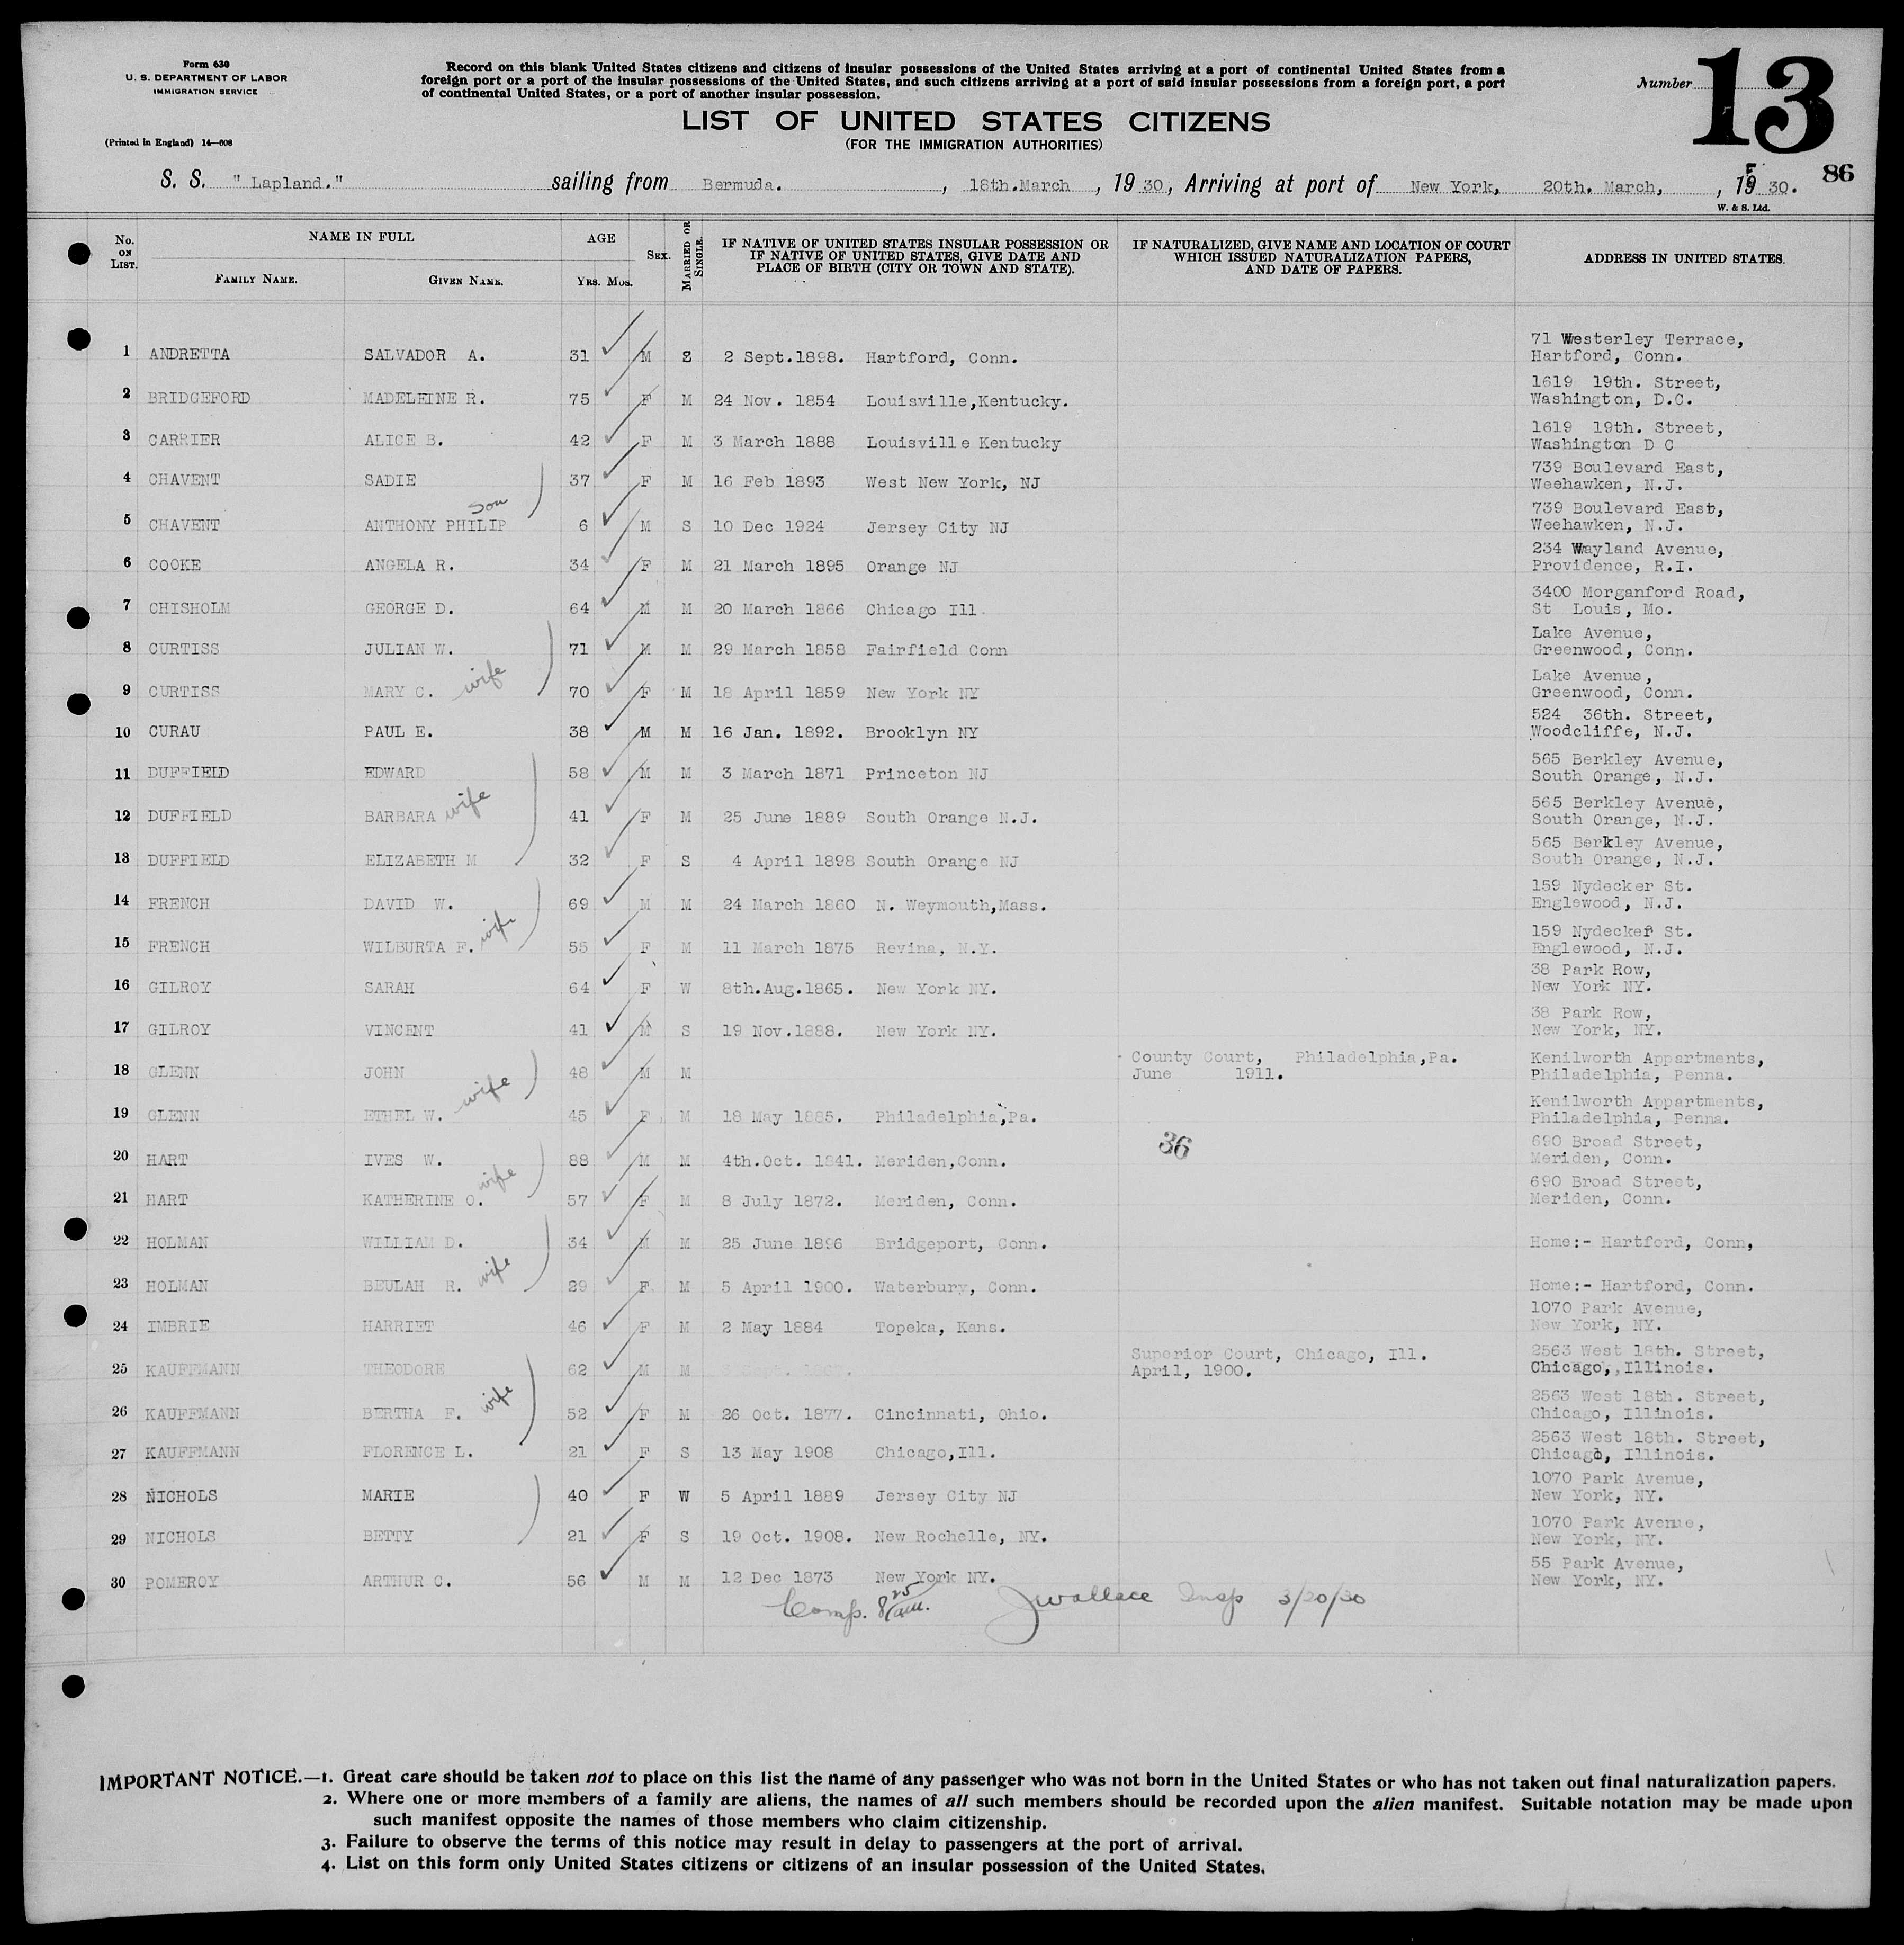 Form 630
U. S. DEPARTMENT OF LABOR
IMMIGRATION SERVICE
(Printed in England) 14—608
Record on this blank United States citizens and citizens of insular possessions of the United States arriving at a port of continental United States from a
foreign port or a port of the insular possessions of the United States, and such citizens arriving at a port of said insular possessions from a foreign port, a port
of continental United States, or a port of another insular possession.
Number 13
LIST OF UNITED STATES CITIZENS
(FOR THE IMMIGRATION AUTHORITIES)
86
S. S. "Lapland." sailing from Bermuda. , 18th.March , 19 30, Arriving at port of New York, 20th. March, , 19 30.
W. & S. Ltd.
No. ON LIST. NAME IN FULL FAMILY NAME. GIVEN NAME. AGE YRS. MOS. SEX. MARRIED OR SINGLE. IF NATIVE OF UNITED STATES INSULAR POSSESSION OR IF NATIVE OF UNITED STATES, GIVE DATE AND PLACE OF BIRTH (CITY OR TOWN AND STATE). IF NATURALIZED, GIVE NAME AND LOCATION OF COURT WHICH ISSUED NATURALIZATION PAPERS, AND DATE OF PAPERS. ADDRESS IN UNITED STATES.
1 ANDRETTA SALVADOR A. 31 M S 2 Sept.1898. Hartford, Conn. 71 Westerley Terrace, Hartford, Conn.
2 BRIDGEFORD MADELEINE R. 75 F M 24 Nov. 1854 Louisville,Kentucky. 1619 19th. Street, Washington, D.C.
3 CARRIER ALICE B. 42 F M 3 March 1888 Louisville Kentucky 1619 19th. Street, Washington D C
4 CHAVENT SADIE 37 F M 16 Feb 1893 West New York, NJ 739 Boulevard East, Weehawken, N.J.
5 CHAVENT ANTHONY PHILIP son 6 M S 10 Dec 1924 Jersey City NJ 739 Boulevard East, Weehawken, N.J.
6 COOKE ANGELA R. 34 F M 21 March 1895 Orange NJ 234 Wayland Avenue, Providence, R.I.
7 CHISHOLM GEORGE D. 64 M M 20 March 1866 Chicago Ill. 3400 Morganford Road, St Louis, Mo.
8 CURTISS JULIAN W. 71 M M 29 March 1858 Fairfield Conn Lake Avenue, Greenwood, Conn.
9 CURTISS MARY C. wife 70 F M 18 April 1859 New York NY Lake Avenue, Greenwood, Conn.
10 CURAU PAUL E. 38 M M 16 Jan. 1892. Brooklyn NY 524 36th. Street, Woodcliffe, N.J.
11 DUFFIELD EDWARD 58 M M 3 March 1871 Princeton NJ 565 Berkley Avenue, South Orange, N.J.
12 DUFFIELD BARBARA wife 41 F M 25 June 1889 South Orange N.J. 565 Berkley Avenue, South Orange, N.J.
13 DUFFIELD ELIZABETH M 32 F S 4 April 1898 South Orange NJ 565 Berkley Avenue, South Orange, N.J.
14 FRENCH DAVID W. 69 M M 24 March 1860 N. Weymouth,Mass. 159 Nydecker St. Englewood, N.J.
15 FRENCH WILBURTA F. wife 55 F M 11 March 1875 Revina, N.Y. 159 Nydecker St. Englewood, N.J.
16 GILROY SARAH 64 F W 8th.Aug.1865. New York NY. 38 Park Row, New York NY.
17 GILROY VINCENT 41 M S 19 Nov.1888. New York NY. 38 Park Row, New York, NY.
18 GLENN JOHN 48 M M County Court, Philadelphia,Pa. June 1911. Kenilworth Appartments, Philadelphia, Penna.
19 GLENN ETHEL W. wife 45 F M 18 May 1885. Philadelphia,Pa. Kenilworth Appartments, Philadelphia, Penna.
36
20 HART IVES W. 88 M M 4th.Oct. 1841. Meriden,Conn. 690 Broad Street, Meriden, Conn.
21 HART KATHERINE O. wife 57 F M 8 July 1872. Meriden, Conn. 690 Broad Street, Meriden, Conn.
22 HOLMAN WILLIAM D. 34 M M 25 June 1896 Bridgeport, Conn. Home:- Hartford, Conn,
23 HOLMAN BEULAH R. wife 29 F M 5 April 1900. Waterbury, Conn. Home:- Hartford, Conn.
24 IMBRIE HARRIET 46 F M 2 May 1884 Topeka, Kans. 1070 Park Avenue, New York, NY.
25 KAUFFMANN THEODORE 62 M M Superior Court, Chicago, Ill. April, 1900. 2563 West 18th. Street, Chicago, Illinois.
26 KAUFFMANN BERTHA F. wife 52 F M 26 Oct. 1877. Cincinnati, Ohio. 2563 West 18th. Street, Chicago, Illinois.
27 KAUFFMANN FLORENCE L. 21 F S 13 May 1908 Chicago,Ill. 2563 West 18th. Street, Chicago, Illinois.
28 NICHOLS MARIE 40 F W 5 April 1889 Jersey City NJ 1070 Park Avenue, New York, NY.
29 NICHOLS BETTY 21 F S 19 Oct. 1908. New Rochelle, NY. 1070 Park Avenue, New York, NY.
30 POMEROY ARTHUR C. 56 M M 12 Dec 1873 New York NY. 55 Park Avenue, New York, NY.
Comp. 8 25 am. J Wallace Insp 3/20/30
IMPORTANT NOTICE.—1. Great care should be taken not to place on this list the name of any passenger who was not born in the United States or who has not taken out final naturalization papers.
2. Where one or more members of a family are aliens, the names of all such members should be recorded upon the alien manifest. Suitable notation may be made upon
such manifest opposite the names of those members who claim citizenship.
3. Failure to observe the terms of this notice may result in delay to passengers at the port of arrival.
4. List on this form only United States citizens or citizens of an insular possession of the United States.